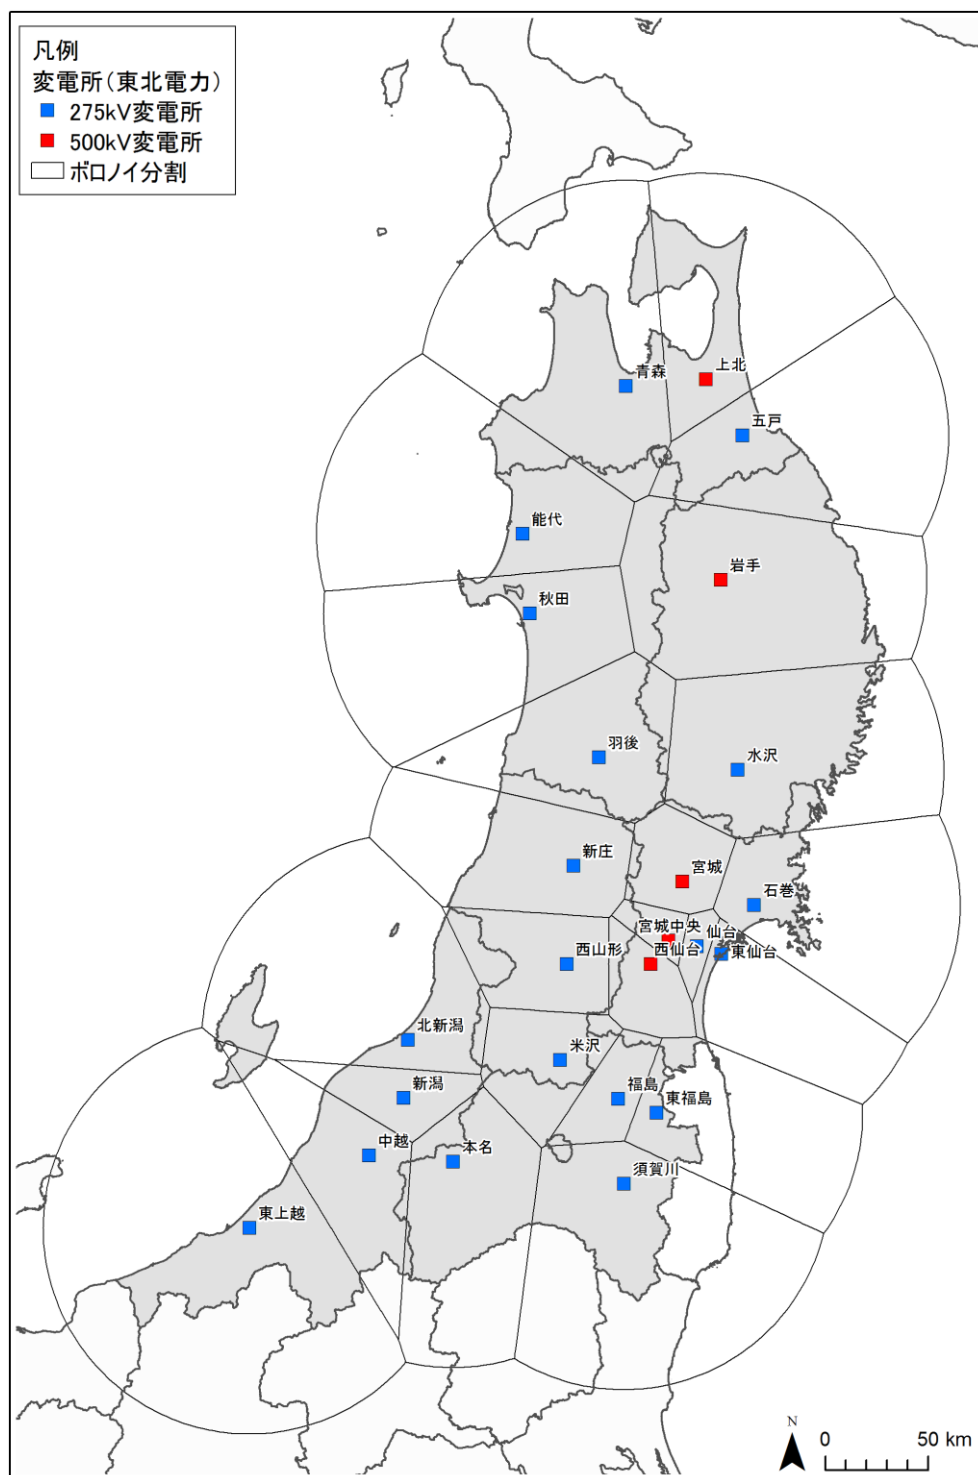 凡例
変電所(東北電力)
275kV変電所
500kV変電所
ボロノイ分割
青森
上北
五戸
能代
岩手
秋田
羽後
水沢
新庄
宮城
石巻
宮城中央
仙台
西山形
西仙台
東仙台
北新潟
米沢
新潟
福島
東福島
中越
本名
須賀川
東上越
N
0 50 km